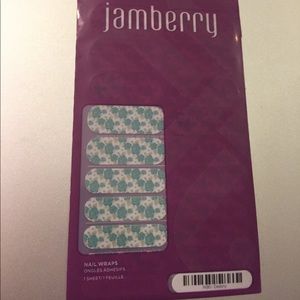 jamberry
NAIL WRAPS
ONGLES ADHÉSIFS
1 SHEET/1 FEUILLE